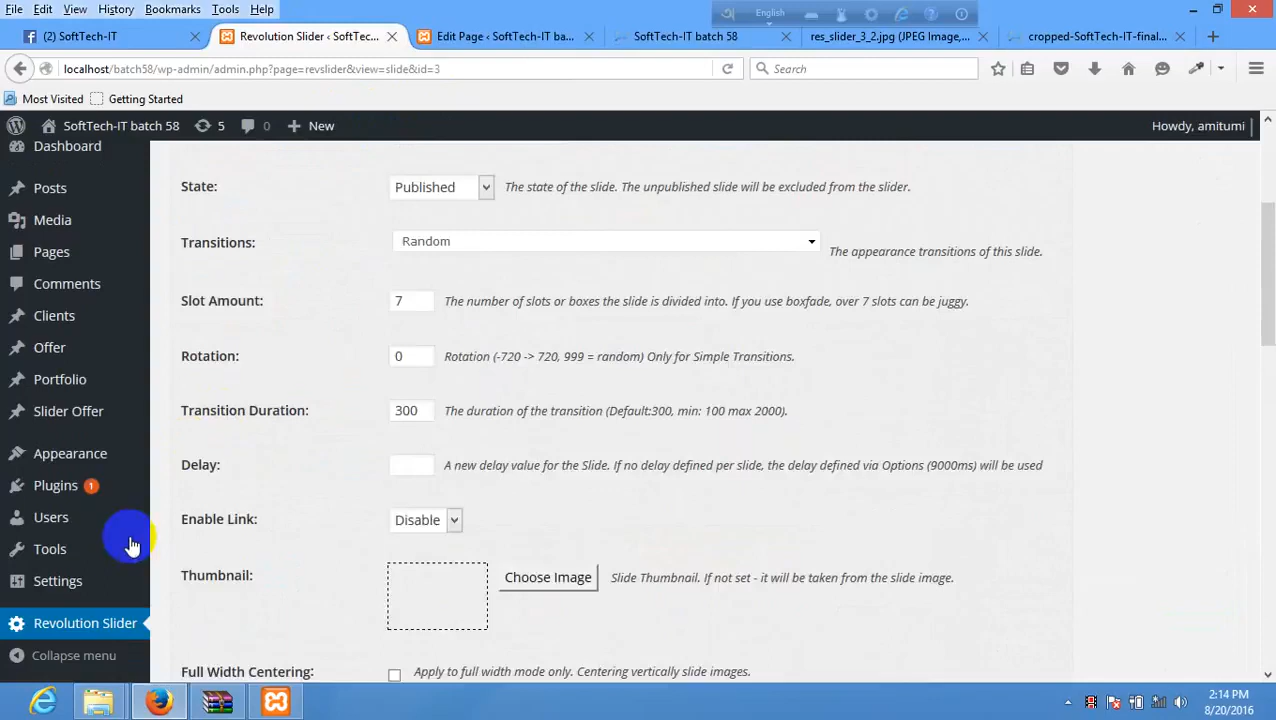 File Edit View History Bookmarks Tools Help
English
(2) SoftTech-IT
Revolution Slider ‹ SoftTec...
Edit Page ‹ SoftTech-IT ba...
SoftTech-IT batch 58
res_slider_3_2.jpg (JPEG Image,...
cropped-SoftTech-IT-final...
localhost/batch58/wp-admin/admin.php?page=revslider&view=slide&id=3
Search
Most Visited Getting Started
SoftTech-IT batch 58 5 0 New Howdy, amitumi
Dashboard
Posts
Media
Pages
Comments
Clients
Offer
Portfolio
Slider Offer
Appearance
Plugins 1
Users
Tools
Settings
Revolution Slider
Collapse menu
State: Published The state of the slide. The unpublished slide will be excluded from the slider.
Transitions: Random The appearance transitions of this slide.
Slot Amount: 7 The number of slots or boxes the slide is divided into. If you use boxfade, over 7 slots can be juggy.
Rotation: 0 Rotation (-720 -> 720, 999 = random) Only for Simple Transitions.
Transition Duration: 300 The duration of the transition (Default:300, min: 100 max 2000).
Delay: A new delay value for the Slide. If no delay defined per slide, the delay defined via Options (9000ms) will be used
Enable Link: Disable
Thumbnail: Choose Image Slide Thumbnail. If not set - it will be taken from the slide image.
Full Width Centering: Apply to full width mode only. Centering vertically slide images.
2:14 PM
8/20/2016